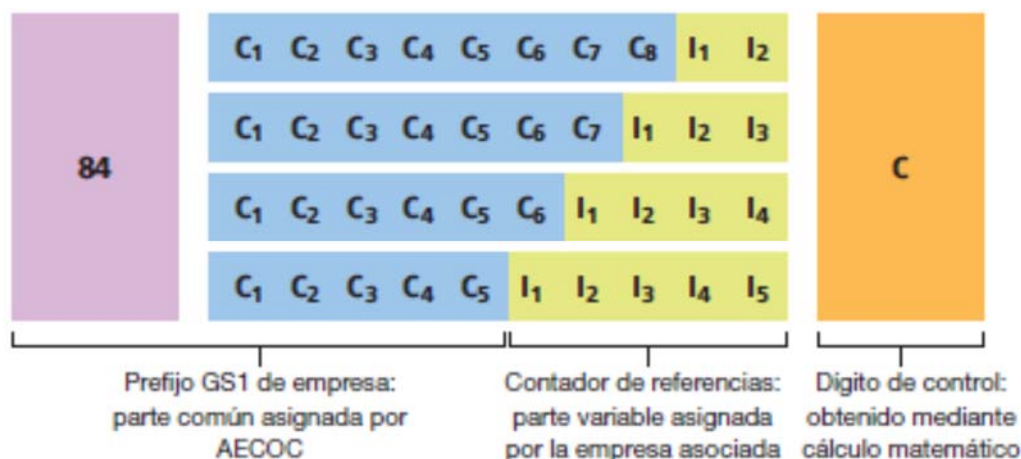 84
C₁ C₂ C₃ C₄ C₅ C₆ C₇ C₈ I₁ I₂
C₁ C₂ C₃ C₄ C₅ C₆ C₇ I₁ I₂ I₃
C₁ C₂ C₃ C₄ C₅ C₆ I₁ I₂ I₃ I₄
C₁ C₂ C₃ C₄ C₅ I₁ I₂ I₃ I₄ I₅
C
Prefijo GS1 de empresa:
parte común asignada por
AECOC
Contador de referencias:
parte variable asignada
por la empresa asociada
Digito de control:
obtenido mediante
cálculo matemático